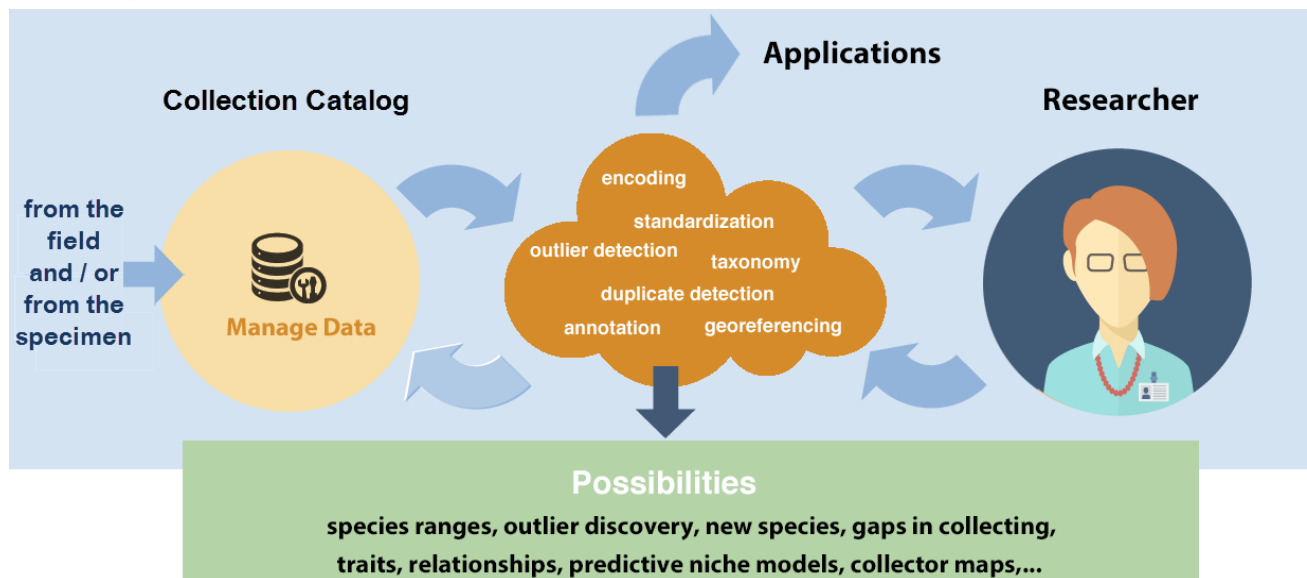 Applications
Collection Catalog
Researcher
from the
field
and / or
from the
specimen
Manage Data
encoding
standardization
outlier detection
taxonomy
duplicate detection
annotation
georeferencing
Possibilities
species ranges, outlier discovery, new species, gaps in collecting,
traits, relationships, predictive niche models, collector maps,...